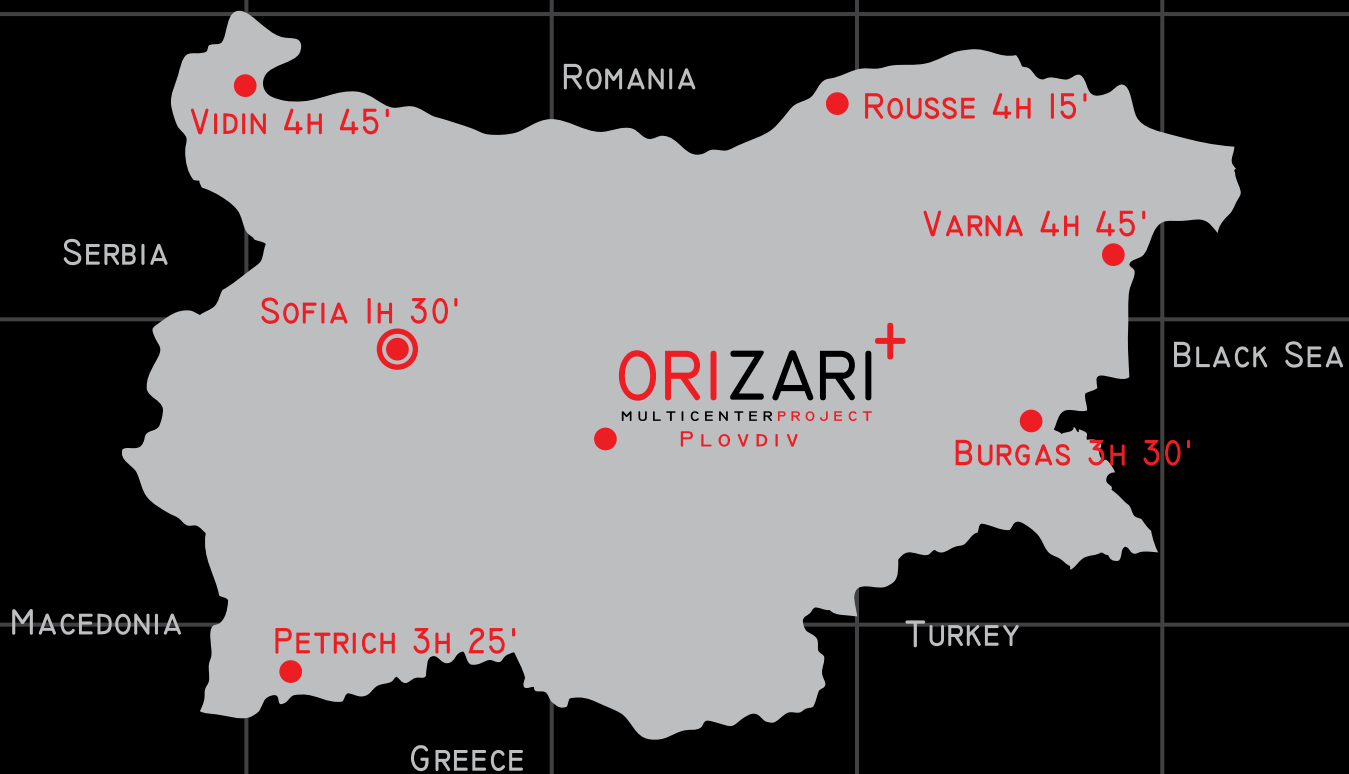 ROMANIA
VIDIN 4H 45'
ROUSSE 4H 15'
VARNA 4H 45'
SERBIA
SOFIA 1H 30'
BLACK SEA
ORIZARI+
MULTICENTERPROJECT
PLOVDIV
BURGAS 3H 30'
MACEDONIA
PETRICH 3H 25'
TURKEY
GREECE